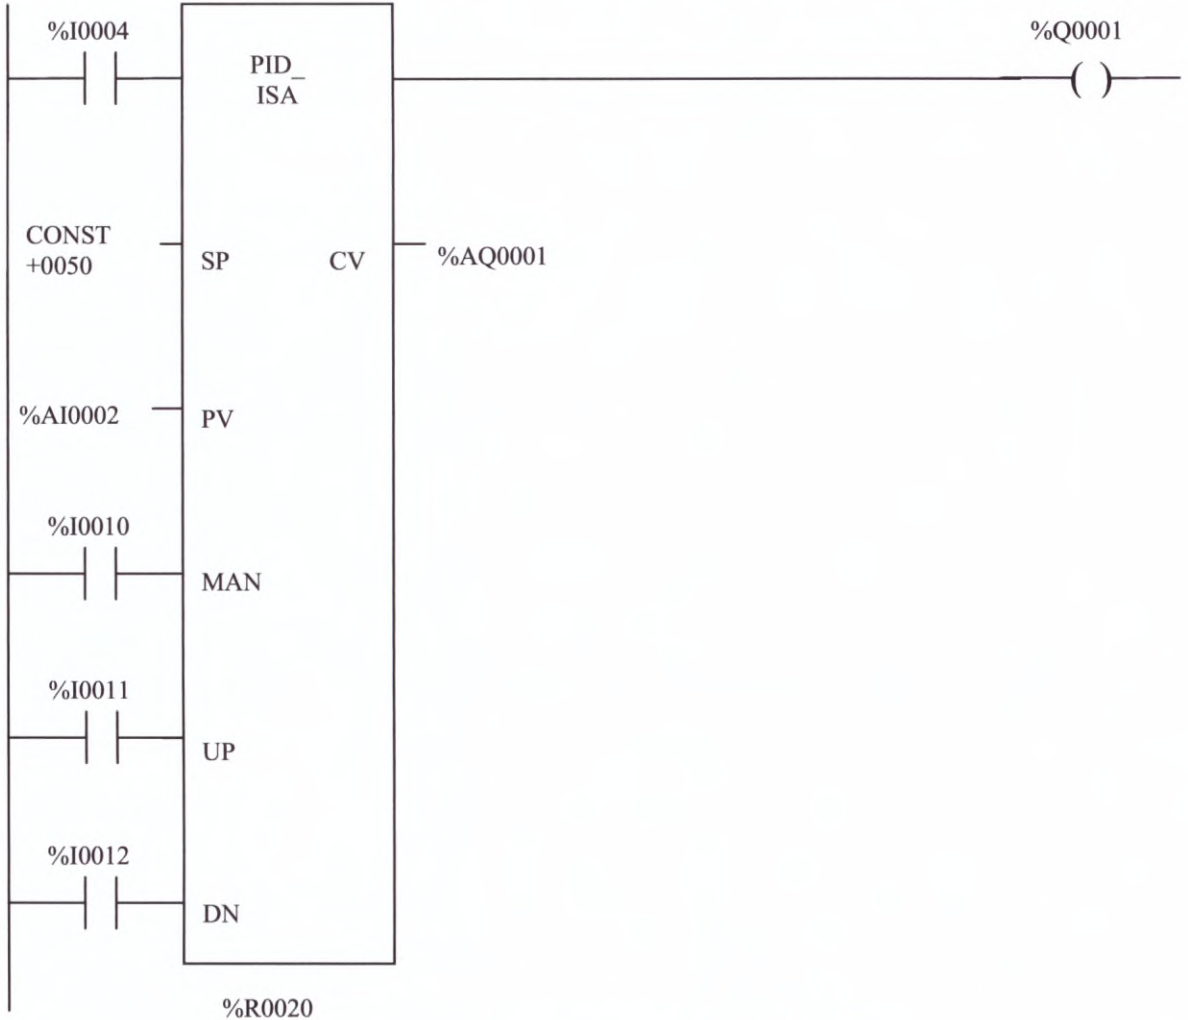 %I0004
%Q0001
PID_
ISA
CONST
+0050
SP
CV
%AQ0001
%AI0002
PV
%I0010
MAN
%I0011
UP
%I0012
DN
%R0020